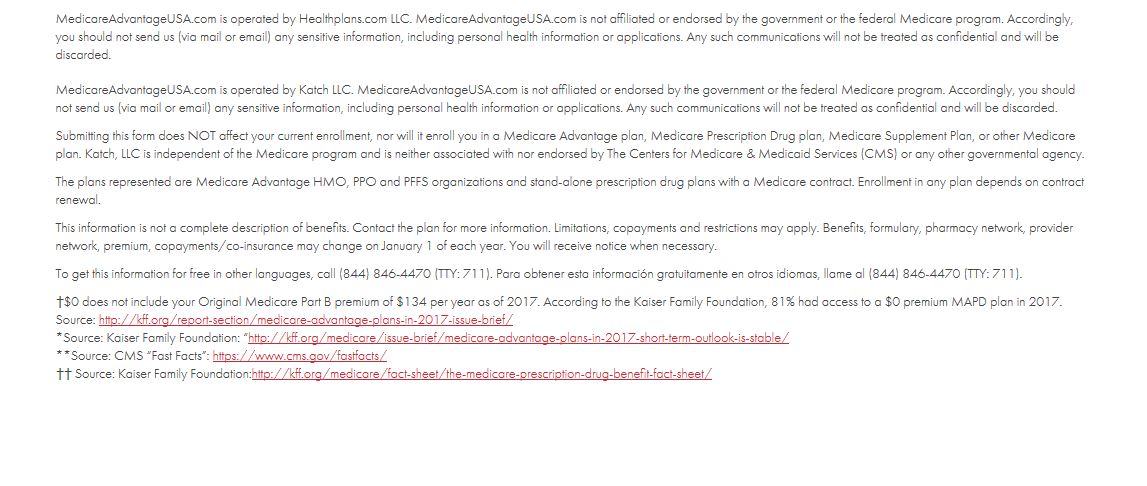 MedicareAdvantageUSA.com is operated by Healthplans.com LLC. MedicareAdvantageUSA.com is not affiliated or endorsed by the government or the federal Medicare program. Accordingly,
you should not send us (via mail or email) any sensitive information, including personal health information or applications. Any such communications will not be treated as confidential and will be
discarded.
MedicareAdvantageUSA.com is operated by Katch LLC. MedicareAdvantageUSA.com is not affiliated or endorsed by the government or the federal Medicare program. Accordingly, you should
not send us (via mail or email) any sensitive information, including personal health information or applications. Any such communications will not be treated as confidential and will be discarded.
Submitting this form does NOT affect your current enrollment, nor will it enroll you in a Medicare Advantage plan, Medicare Prescription Drug plan, Medicare Supplement Plan, or other Medicare
plan. Katch, LLC is independent of the Medicare program and is neither associated with nor endorsed by The Centers for Medicare & Medicaid Services (CMS) or any other governmental agency.
The plans represented are Medicare Advantage HMO, PPO and PFFS organizations and stand-alone prescription drug plans with a Medicare contract. Enrollment in any plan depends on contract
renewal.
This information is not a complete description of benefits. Contact the plan for more information. Limitations, copayments and restrictions may apply. Benefits, formulary, pharmacy network, provider
network, premium, copayments/co-insurance may change on January 1 of each year. You will receive notice when necessary.
To get this information for free in other languages, call (844) 846-4470 (TTY: 711). Para obtener esta información gratuitamente en otros idiomas, llame al (844) 846-4470 (TTY: 711).
†$0 does not include your Original Medicare Part B premium of $134 per year as of 2017. According to the Kaiser Family Foundation, 81% had access to a $0 premium MAPD plan in 2017.
Source: http://kff.org/report-section/medicare-advantage-plans-in-2017-issue-brief/
*Source: Kaiser Family Foundation: "http://kff.org/medicare/issue-brief/medicare-advantage-plans-in-2017-short-term-outlook-is-stable/
**Source: CMS "Fast Facts": https://www.cms.gov/fastfacts/
†† Source: Kaiser Family Foundation:http://kff.org/medicare/fact-sheet/the-medicare-prescription-drug-benefit-fact-sheet/